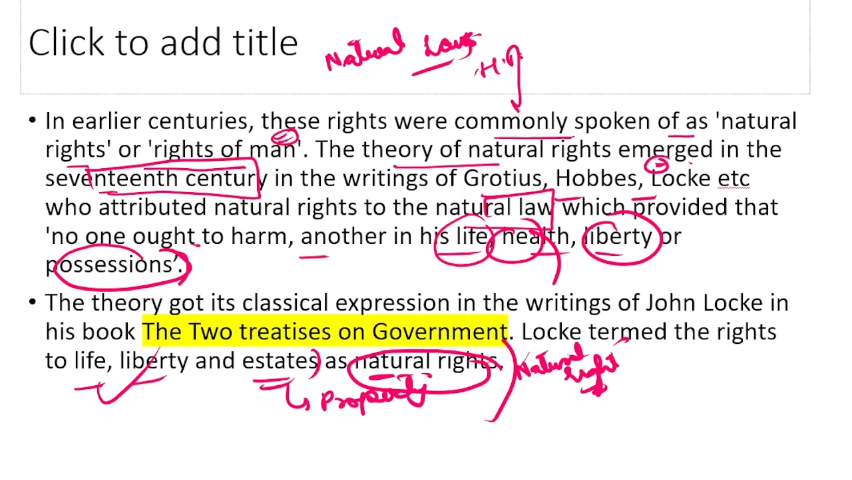 Click to add title
Natural Laws
H.R
• In earlier centuries, these rights were commonly spoken of as 'natural
rights' or 'rights of man'. The theory of natural rights emerged in the
seventeenth century in the writings of Grotius, Hobbes, Locke etc
who attributed natural rights to the natural law which provided that
'no one ought to harm, another in his life, health, liberty or
possessions'.
• The theory got its classical expression in the writings of John Locke in
his book The Two treatises on Government. Locke termed the rights
to life, liberty and estates as natural rights.
Natural
Right
Property